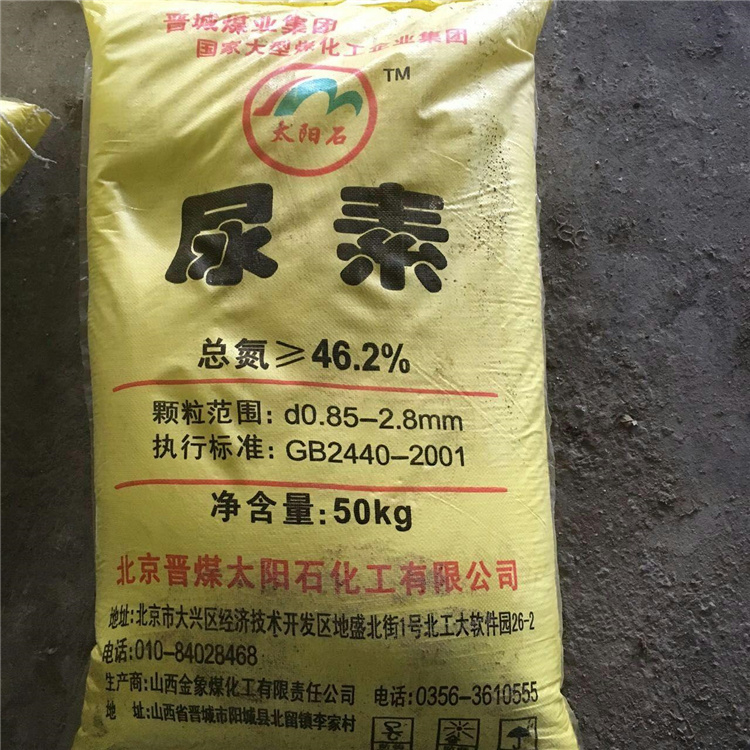 晋城煤业集团
国家大型煤化工企业集团
TM
太阳石
尿素
总氮≥46.2%
颗粒范围: d0.85-2.8mm
执行标准: GB2440-2001
净含量:50kg
北京晋煤太阳石化工有限公司
地址:北京市大兴区经济技术开发区地盛北街1号北工大软件园26-2
电话:010-84028468
生产商:山西金象煤化工有限责任公司 电话:0356-3610555
地 址:山西省晋城市阳城县北留镇李家村